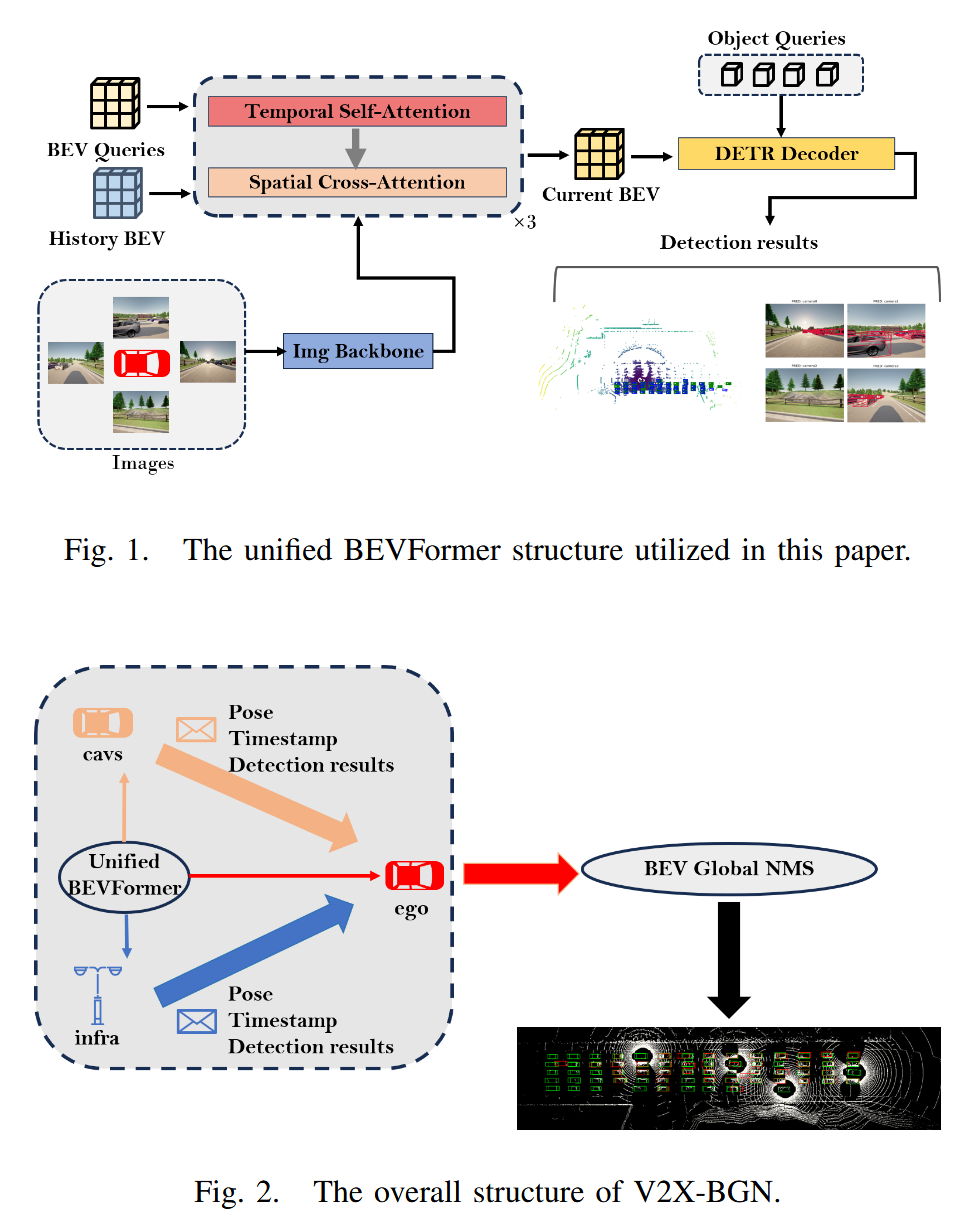 Object Queries
Temporal Self-Attention
BEV Queries
DETR Decoder
Spatial Cross-Attention
Current BEV
History BEV
×3
Detection results
Img Backbone
Images
Fig. 1. The unified BEVFormer structure utilized in this paper.
Pose
Timestamp
Detection results
cavs
Unified
BEVFormer
ego
BEV Global NMS
Pose
Timestamp
Detection results
infra
Fig. 2. The overall structure of V2X-BGN.